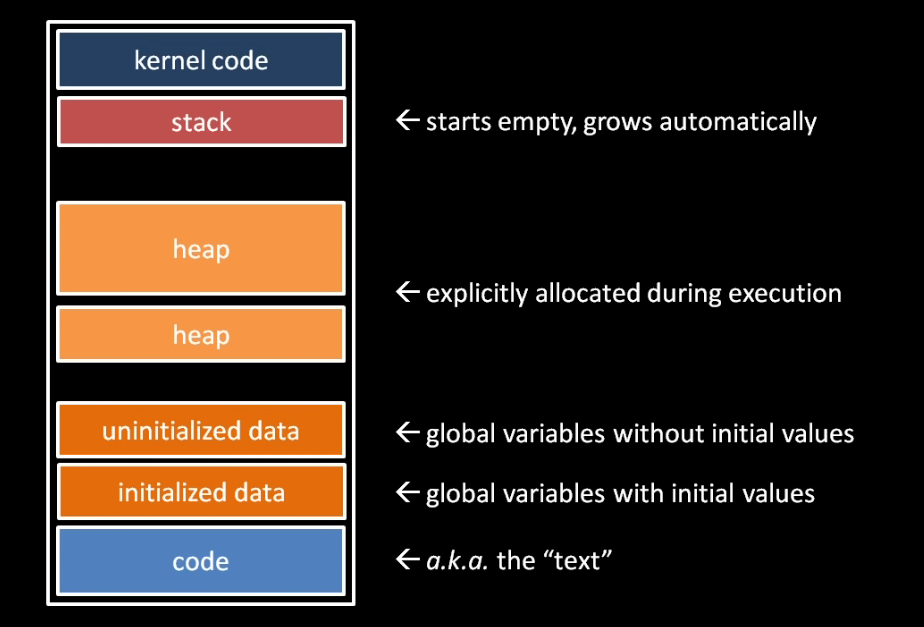 kernel code
stack
← starts empty, grows automatically
heap
← explicitly allocated during execution
heap
uninitialized data
← global variables without initial values
initialized data
← global variables with initial values
code
← a.k.a. the “text”